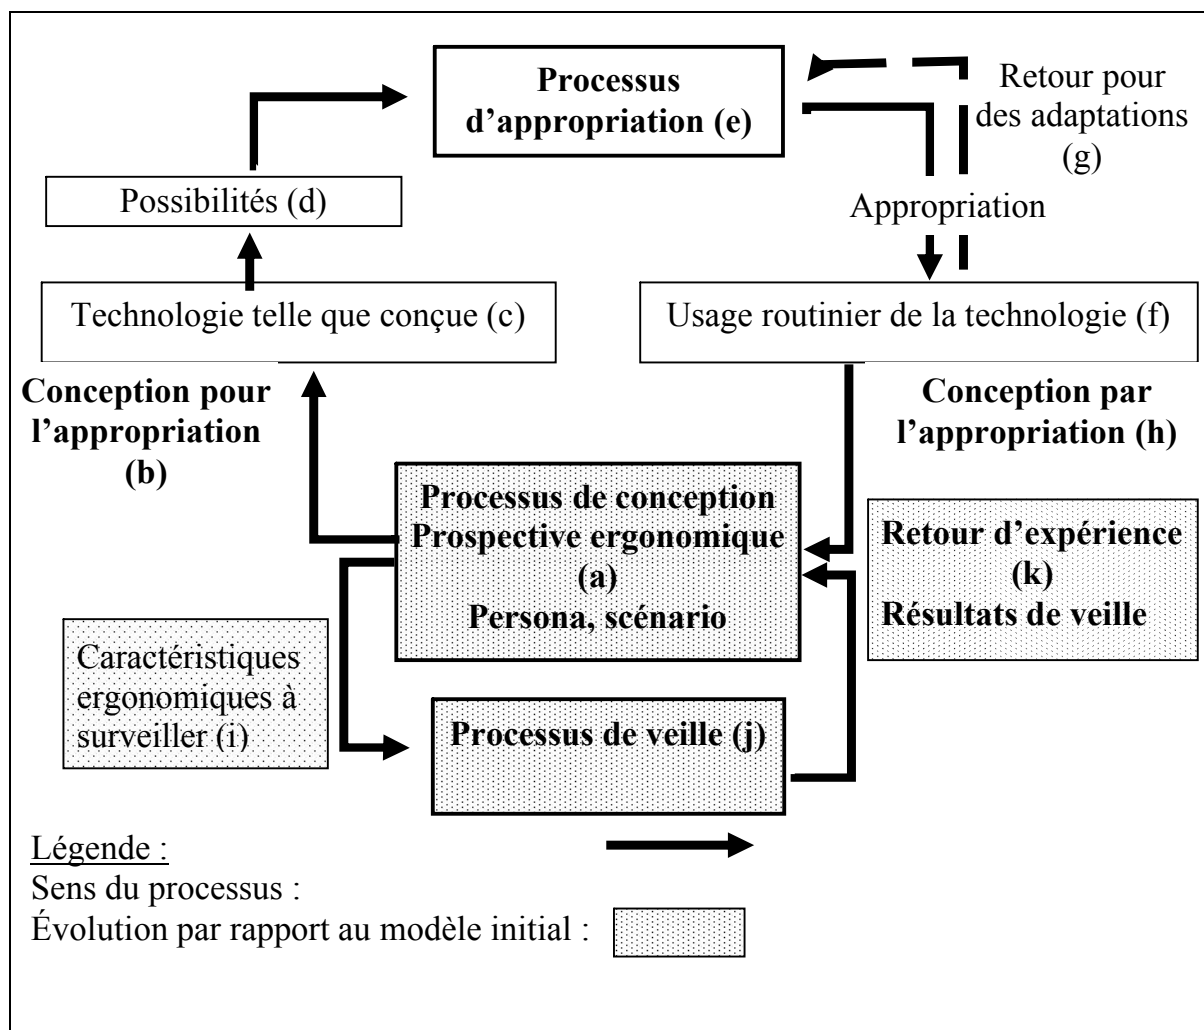 Processus
d’appropriation (e)
Retour pour
des adaptations
(g)
Possibilités (d)
Appropriation
Technologie telle que conçue (c)
Usage routinier de la technologie (f)
Conception pour
l’appropriation
(b)
Conception par
l’appropriation (h)
Processus de conception
Prospective ergonomique
(a)
Persona, scénario
Retour d’expérience
(k)
Résultats de veille
Caractéristiques
ergonomiques à
surveiller (i)
Processus de veille (j)
Légende :
Sens du processus :
Évolution par rapport au modèle initial :